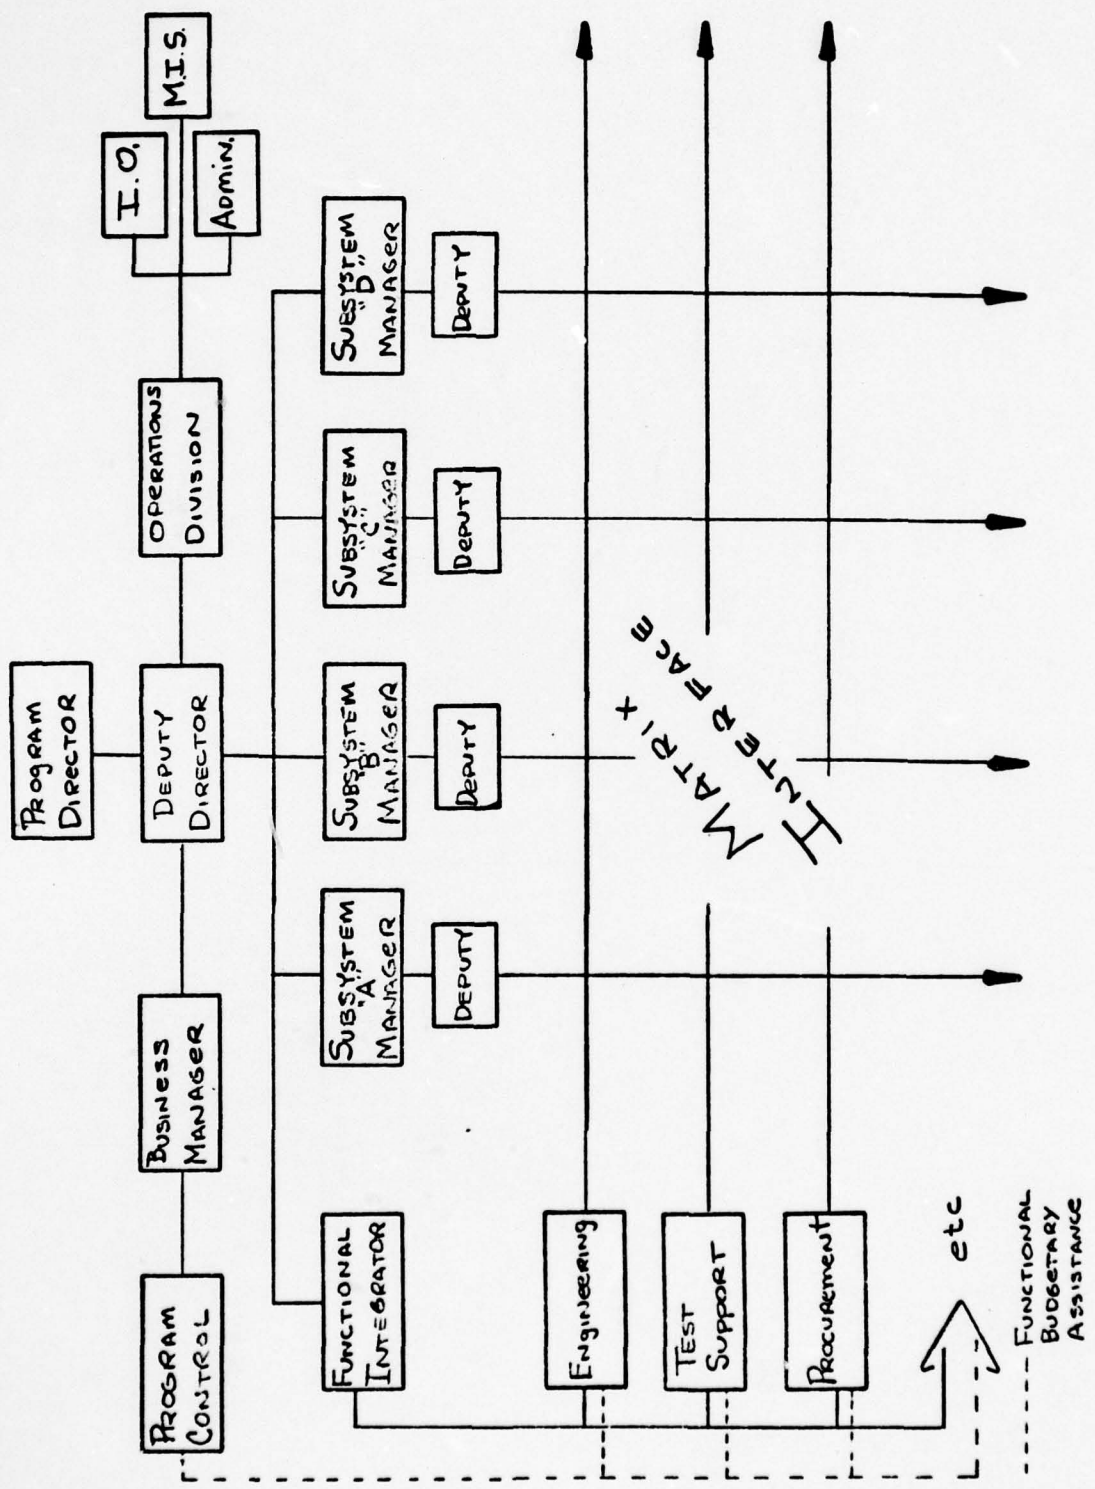 PROGRAM
DIRECTOR
PROGRAM
CONTROL
BUSINESS
MANAGER
DEPUTY
DIRECTOR
OPERATIONS
DIVISION
I.O.
ADMIN.
M.I.S.
FUNCTIONAL
INTEGRATOR
SUBSYSTEM
"A"
MANAGER
SUBSYSTEM
"B"
MANAGER
SUBSYSTEM
"C"
MANAGER
SUBSYSTEM
"D"
MANAGER
DEPUTY
DEPUTY
DEPUTY
DEPUTY
ENGINEERING
TEST
SUPPORT
PROCUREMENT
MATRIX
INTERFACE
etc
FUNCTIONAL
BUDGETARY
ASSISTANCE